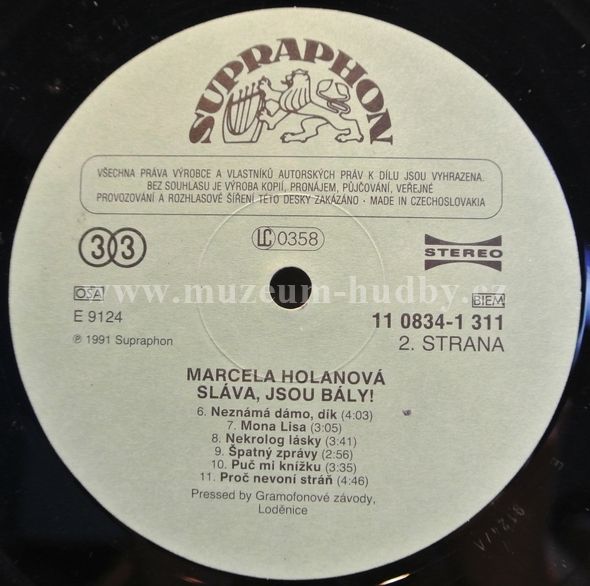 SUPRAPHON
VŠECHNA PRÁVA VÝROBCE A VLASTNÍKŮ AUTORSKÝCH PRÁV K DÍLU JSOU VYHRAZENA.
BEZ SOUHLASU JE VÝROBA KOPIÍ, PRONÁJEM, PŮJČOVÁNÍ, VEŘEJNÉ
PROVOZOVÁNÍ A ROZHLASOVÉ ŠÍŘENÍ TÉTO DESKY ZAKÁZÁNO · MADE IN CZECHOSLOVAKIA
33 LC 0358 STEREO
www.muzeum-hudby.cz
OSA BIEM
E 9124 11 0834-1 311
℗ 1991 Supraphon 2. STRANA
MARCELA HOLANOVÁ
SLÁVA, JSOU BÁLY!
6. Neznámá dámo, dík (4:03)
7. Mona Lisa (3:05)
8. Nekrolog lásky (3:41)
9. Špatný zprávy (2:56)
10. Puč mi knížku (3:35)
11. Proč nevoní stráň (4:46)
Pressed by Gramofonové závody,
Loděnice